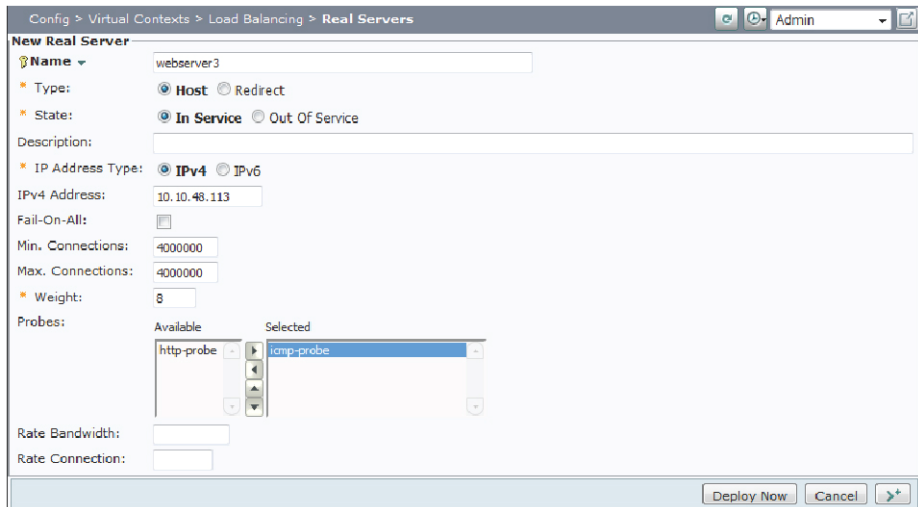 Config > Virtual Contexts > Load Balancing > Real Servers Admin
New Real Server
Name webserver3
* Type: Host Redirect
* State: In Service Out Of Service
Description:
* IP Address Type: IPv4 IPv6
IPv4 Address: 10.10.48.113
Fail-On-All:
Min. Connections: 4000000
Max. Connections: 4000000
* Weight: 8
Probes:
Available Selected
http-probe icmp-probe
Rate Bandwidth:
Rate Connection:
Deploy Now Cancel